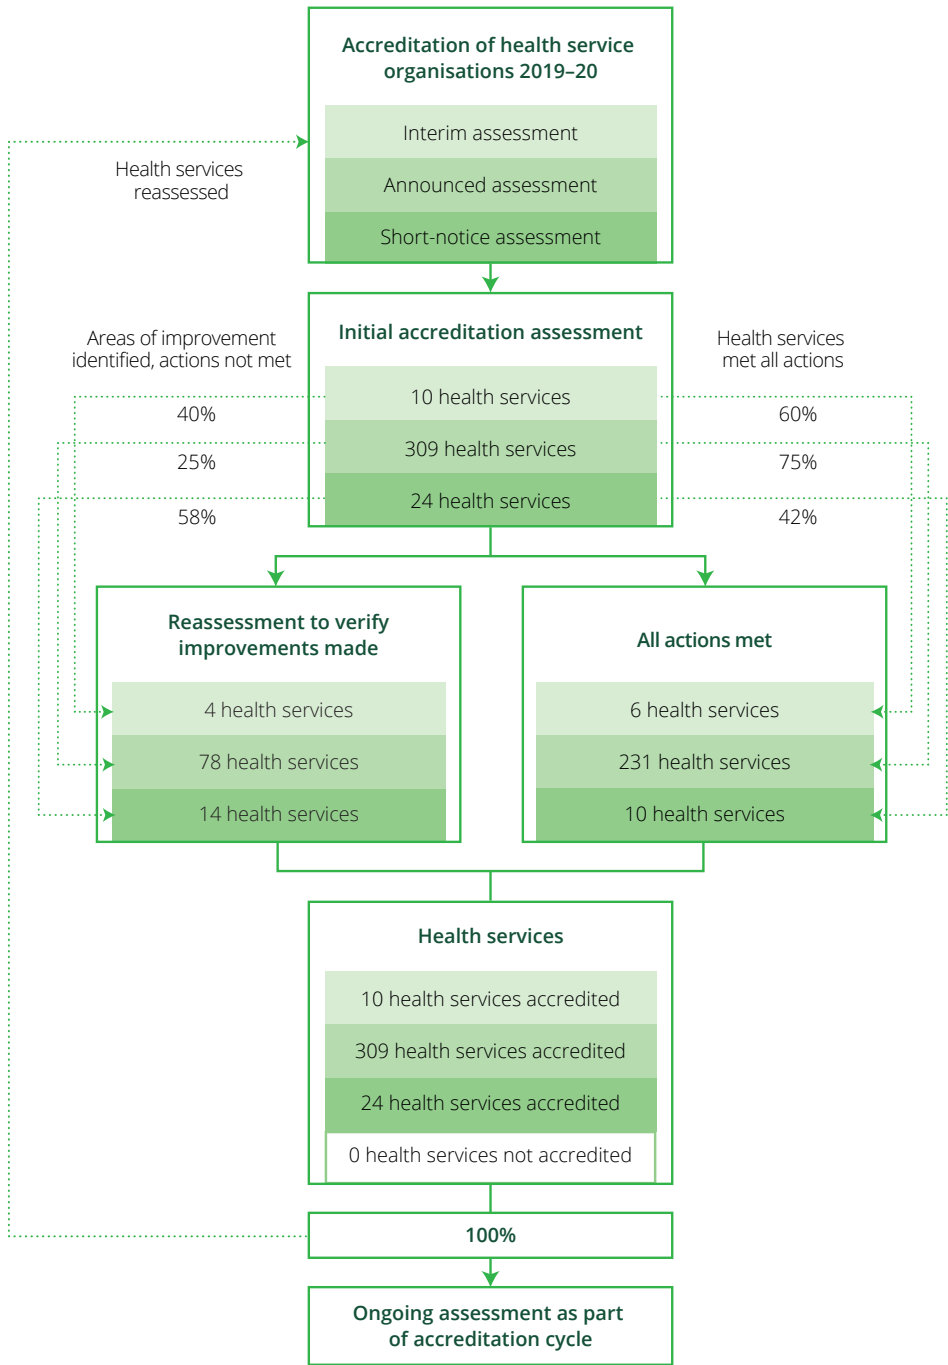 Accreditation of health service
organisations 2019–20
Interim assessment
Announced assessment
Short-notice assessment
Health services
reassessed
Initial accreditation assessment
Areas of improvement
identified, actions not met
Health services
met all actions
10 health services
309 health services
24 health services
40%
25%
58%
60%
75%
42%
Reassessment to verify
improvements made
4 health services
78 health services
14 health services
All actions met
6 health services
231 health services
10 health services
Health services
10 health services accredited
309 health services accredited
24 health services accredited
0 health services not accredited
100%
Ongoing assessment as part
of accreditation cycle